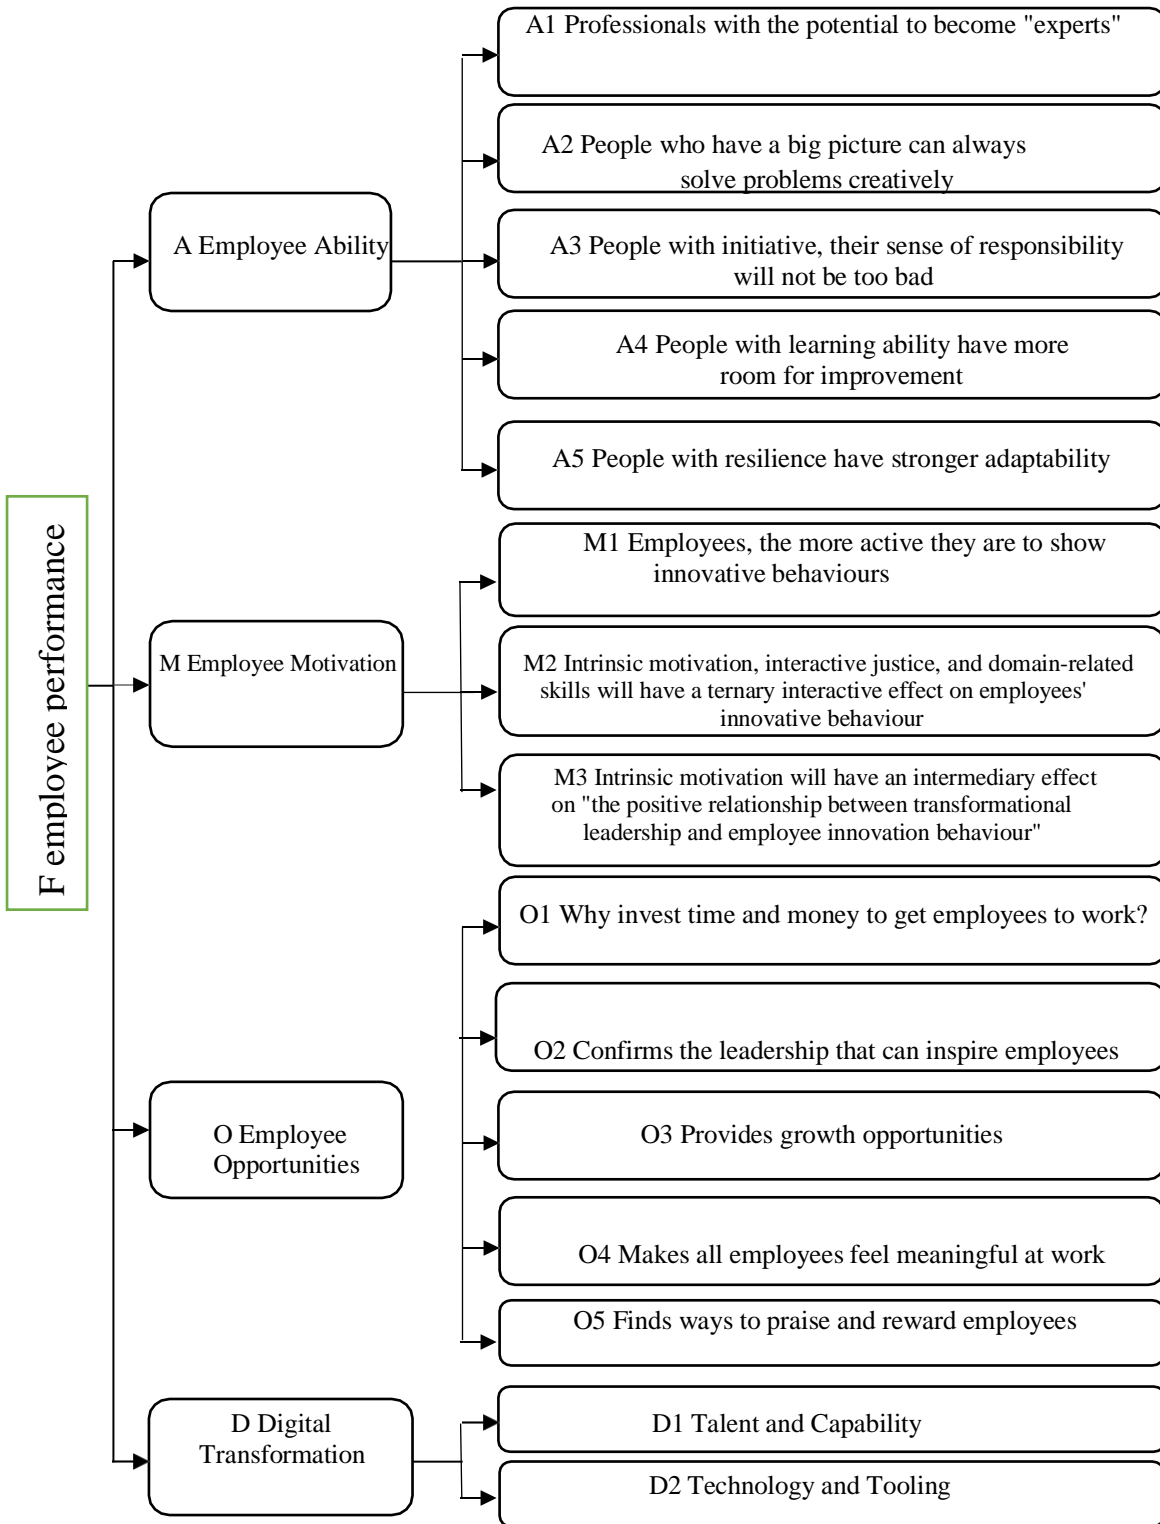 F employee performance
A Employee Ability
A1 Professionals with the potential to become "experts"
A2 People who have a big picture can always
solve problems creatively
A3 People with initiative, their sense of responsibility
will not be too bad
A4 People with learning ability have more
room for improvement
A5 People with resilience have stronger adaptability
M Employee Motivation
M1 Employees, the more active they are to show
innovative behaviours
M2 Intrinsic motivation, interactive justice, and domain-related
skills will have a ternary interactive effect on employees'
innovative behaviour
M3 Intrinsic motivation will have an intermediary effect
on "the positive relationship between transformational
leadership and employee innovation behaviour"
O Employee
Opportunities
O1 Why invest time and money to get employees to work?
O2 Confirms the leadership that can inspire employees
O3 Provides growth opportunities
O4 Makes all employees feel meaningful at work
O5 Finds ways to praise and reward employees
D Digital
Transformation
D1 Talent and Capability
D2 Technology and Tooling